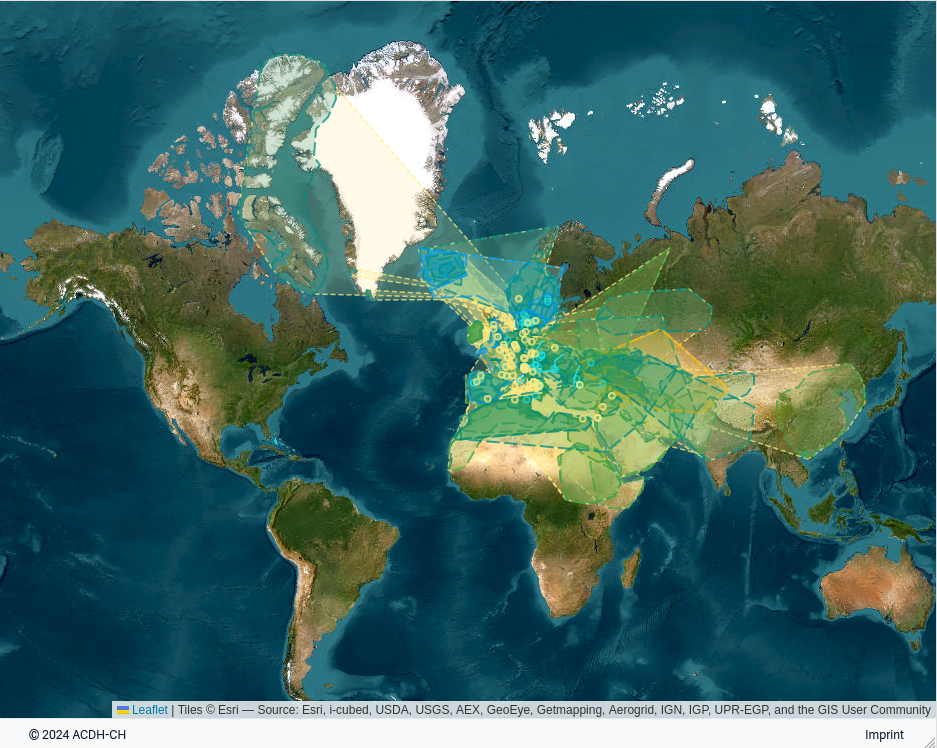 Leaflet | Tiles © Esri — Source: Esri, i-cubed, USDA, USGS, AEX, GeoEye, Getmapping, Aerogrid, IGN, IGP, UPR-EGP, and the GIS User Community
© 2024 ACDH-CH Imprint